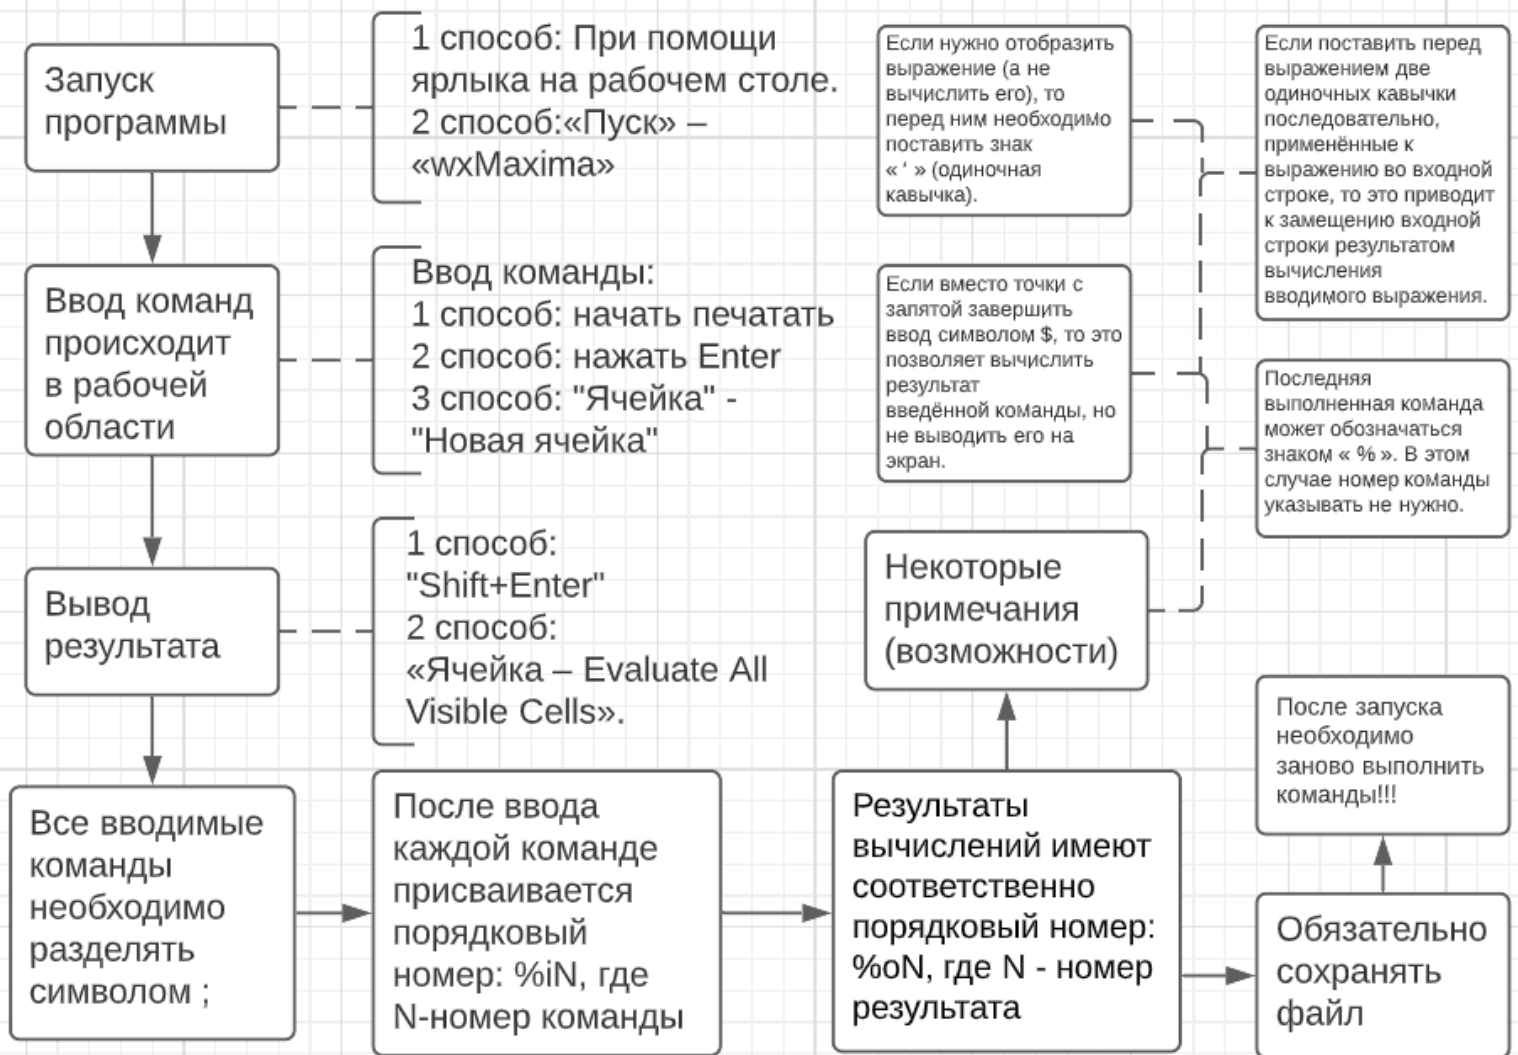 Запуск
программы
1 способ: При помощи
ярлыка на рабочем столе.
2 способ:«Пуск» –
«wxMaxima»
Ввод команд
происходит
в рабочей
области
Ввод команды:
1 способ: начать печатать
2 способ: нажать Enter
3 способ: "Ячейка" -
"Новая ячейка"
Вывод
результата
1 способ:
"Shift+Enter"
2 способ:
«Ячейка – Evaluate All
Visible Cells».
Все вводимые
команды
необходимо
разделять
символом ;
После ввода
каждой команде
присваивается
порядковый
номер: %iN, где
N-номер команды
Результаты
вычислений имеют
соответственно
порядковый номер:
%oN, где N - номер
результата
Некоторые
примечания
(возможности)
Если нужно отобразить
выражение (а не
вычислить его), то
перед ним необходимо
поставить знак
« ‘ » (одиночная
кавычка).
Если вместо точки с
запятой завершить
ввод символом $, то это
позволяет вычислить
результат
введённой команды, но
не выводить его на
экран.
Если поставить перед
выражением две
одиночных кавычки
последовательно,
применённые к
выражению во входной
строке, то это приводит
к замещению входной
строки результатом
вычисления
вводимого выражения.
Последняя
выполненная команда
может обозначаться
знаком « % ». В этом
случае номер команды
указывать не нужно.
Обязательно
сохранять
файл
После запуска
необходимо
заново выполнить
команды!!!